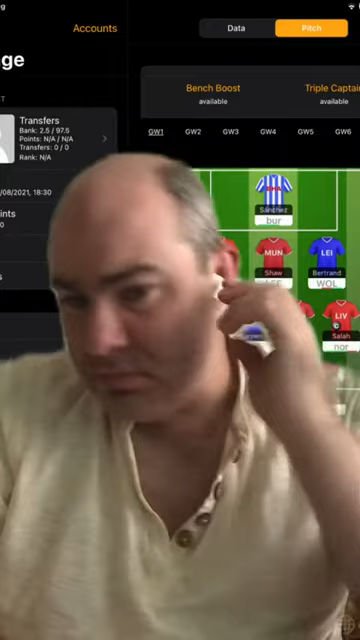 Accounts
Data
Pitch
ge
Bench Boost
available
Triple Captai
available
Transfers
Bank: 2.5 / 97.5
Points: N/A / N/A
Transfers: 0 / 0
Rank: N/A
GW1 GW2 GW3 GW4 GW5 GW6
/08/2021, 18:30
ints
0
s
BHA
Sánchez
bur
MUN
LEI
Shaw
Bertrand
WOL
LIV
C
Salah
nor